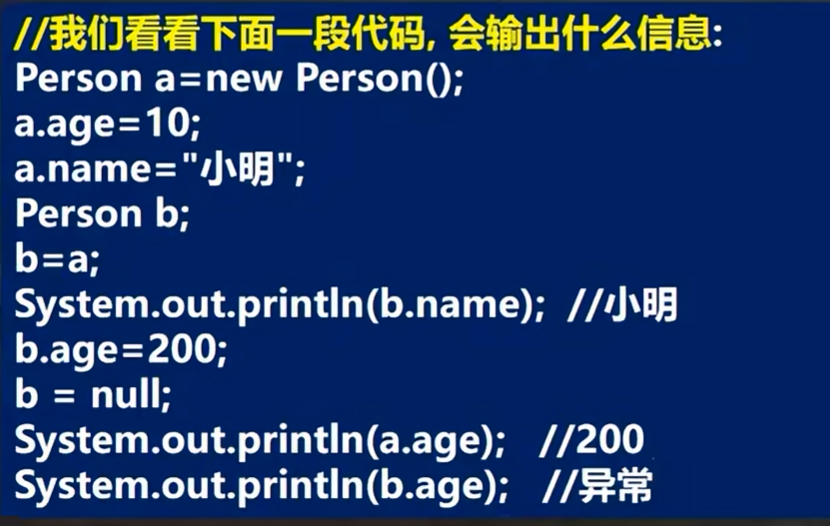 //我们看看下面一段代码, 会输出什么信息:
Person a=new Person();
a.age=10;
a.name="小明";
Person b;
b=a;
System.out.println(b.name); //小明
b.age=200;
b = null;
System.out.println(a.age); //200
System.out.println(b.age); //异常